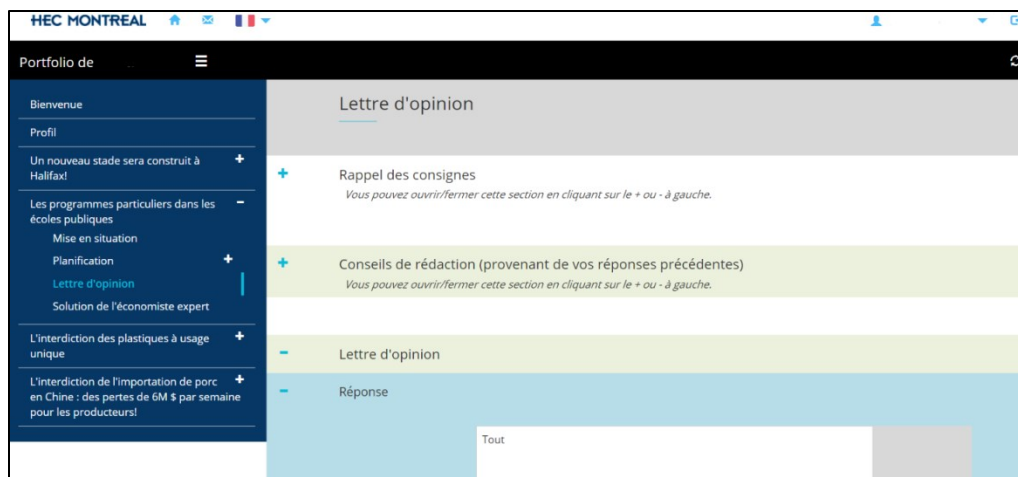 HEC MONTREAL
Portfolio de
Bienvenue
Profil
Un nouveau stade sera construit à
Halifax!
Les programmes particuliers dans les
écoles publiques
Mise en situation
Planification
Lettre d'opinion
Solution de l'économiste expert
L'interdiction des plastiques à usage
unique
L'interdiction de l'importation de porc
en Chine : des pertes de 6M $ par semaine
pour les producteurs!
Lettre d'opinion
Rappel des consignes
Vous pouvez ouvrir/fermer cette section en cliquant sur le + ou - à gauche.
Conseils de rédaction (provenant de vos réponses précédentes)
Vous pouvez ouvrir/fermer cette section en cliquant sur le + ou - à gauche.
Lettre d'opinion
Réponse
Tout